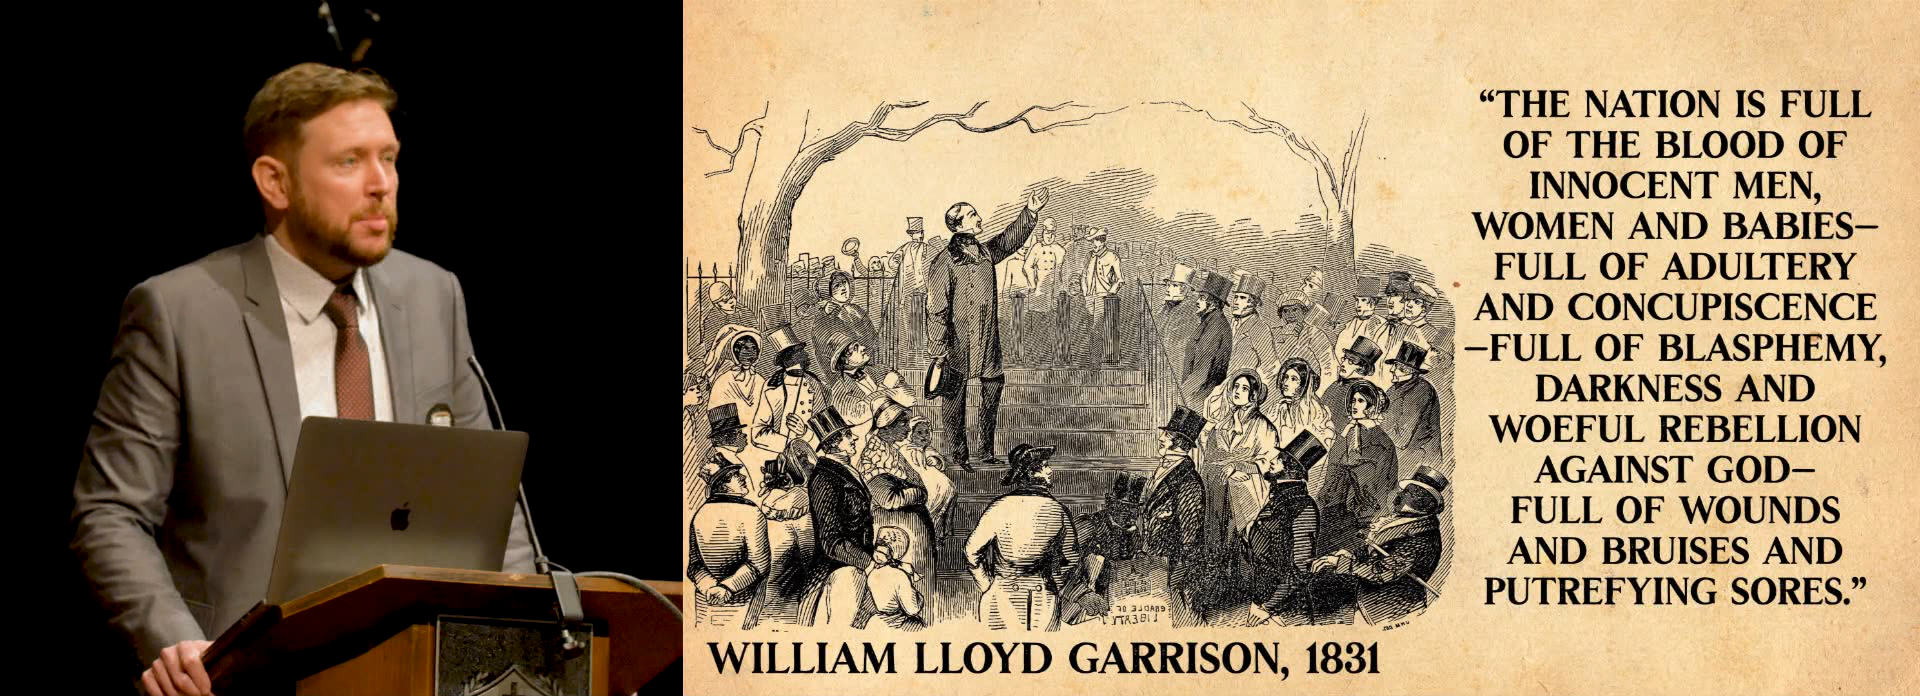 “THE NATION IS FULL
OF THE BLOOD OF
INNOCENT MEN,
WOMEN AND BABIES—
FULL OF ADULTERY
AND CONCUPISCENCE
—FULL OF BLASPHEMY,
DARKNESS AND
WOEFUL REBELLION
AGAINST GOD—
FULL OF WOUNDS
AND BRUISES AND
PUTREFYING SORES.”
WILLIAM LLOYD GARRISON, 1831